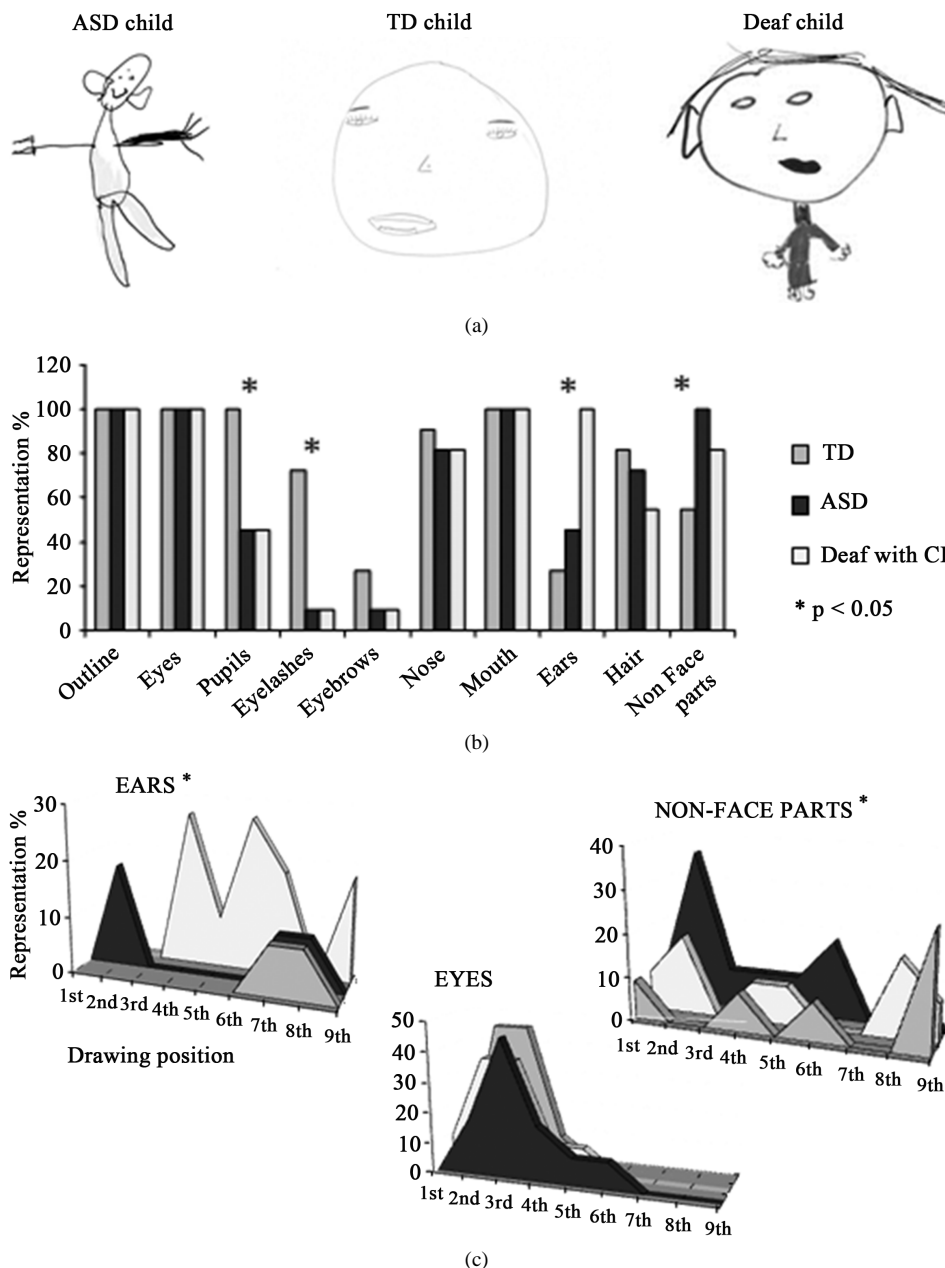 ASD child
TD child
Deaf child
(a)
Representation %
120
100
80
60
40
20
0
Outline
Eyes
Pupils
Eyelashes
Eyebrows
Nose
Mouth
Ears
Hair
Non Face
parts
*
*
*
*
TD
ASD
Deaf with CI
* p < 0.05
(b)
EARS *
Representation %
30
20
10
0
1st 2nd 3rd 4th 5th 6th 7th 8th 9th
Drawing position
EYES
50
40
30
20
10
0
1st 2nd 3rd 4th 5th 6th 7th 8th 9th
NON-FACE PARTS *
40
30
20
10
0
1st 2nd 3rd 4th 5th 6th 7th 8th 9th
(c)